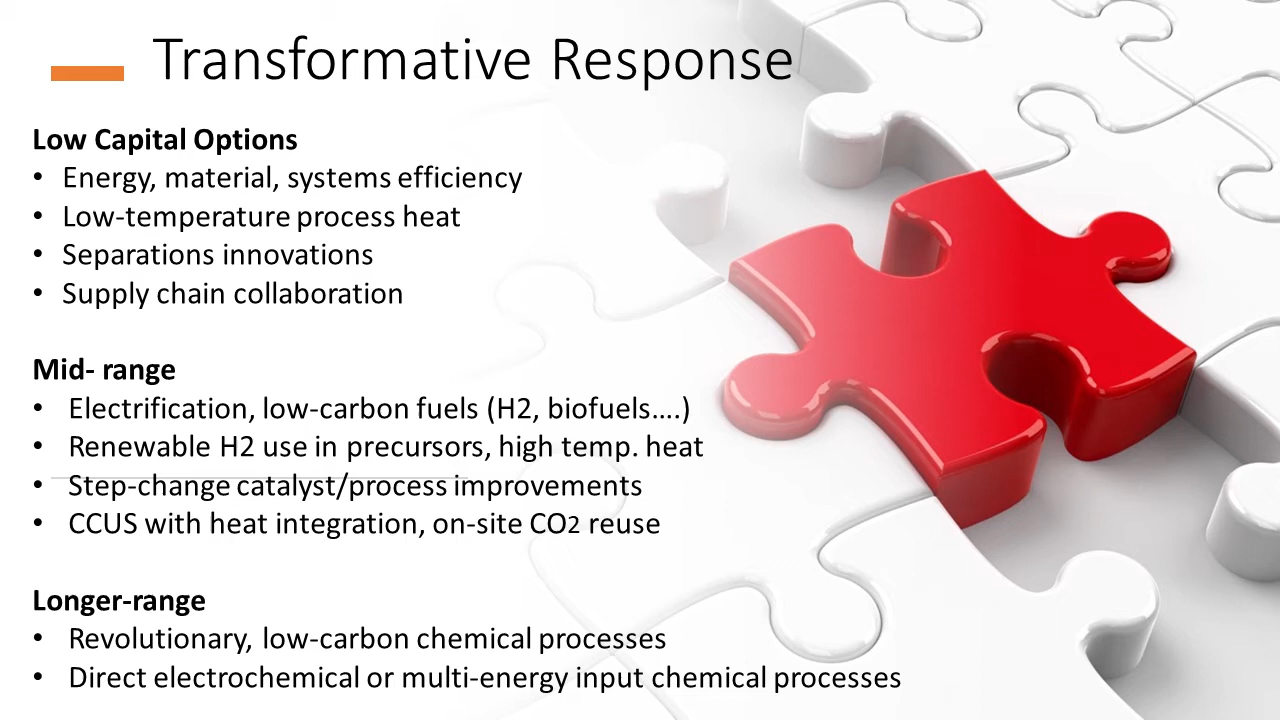 Transformative Response
Low Capital Options
• Energy, material, systems efficiency
• Low-temperature process heat
• Separations innovations
• Supply chain collaboration
Mid- range
• Electrification, low-carbon fuels (H2, biofuels....)
• Renewable H2 use in precursors, high temp. heat
• Step-change catalyst/process improvements
• CCUS with heat integration, on-site CO2 reuse
Longer-range
• Revolutionary, low-carbon chemical processes
• Direct electrochemical or multi-energy input chemical processes